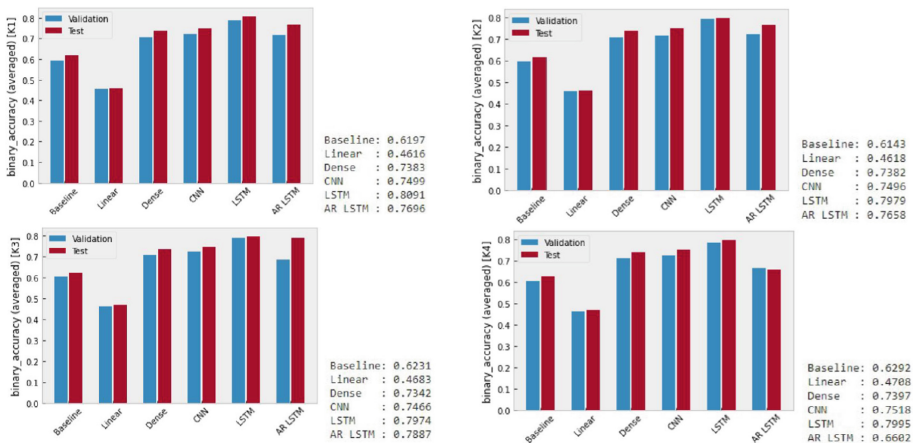 binary_accuracy (averaged) [K1]
0.8
0.7
0.6
0.5
0.4
0.3
0.2
0.1
0.0
Validation
Test
Baseline
Linear
Dense
CNN
LSTM
AR LSTM
Baseline: 0.6197
Linear : 0.4616
Dense : 0.7383
CNN : 0.7499
LSTM : 0.8091
AR LSTM : 0.7696
binary_accuracy (averaged) [K2]
0.8
0.7
0.6
0.5
0.4
0.3
0.2
0.1
0.0
Validation
Test
Baseline
Linear
Dense
CNN
LSTM
AR LSTM
Baseline: 0.6143
Linear : 0.4618
Dense : 0.7382
CNN : 0.7496
LSTM : 0.7979
AR LSTM : 0.7658
binary_accuracy (averaged) [K3]
0.8
0.7
0.6
0.5
0.4
0.3
0.2
0.1
0.0
Validation
Test
Baseline
Linear
Dense
CNN
LSTM
AR LSTM
Baseline: 0.6231
Linear : 0.4683
Dense : 0.7342
CNN : 0.7466
LSTM : 0.7974
AR LSTM : 0.7887
binary_accuracy (averaged) [K4]
0.8
0.7
0.6
0.5
0.4
0.3
0.2
0.1
0.0
Validation
Test
Baseline
Linear
Dense
CNN
LSTM
AR LSTM
Baseline: 0.6292
Linear : 0.4708
Dense : 0.7397
CNN : 0.7518
LSTM : 0.7995
AR LSTM : 0.6602